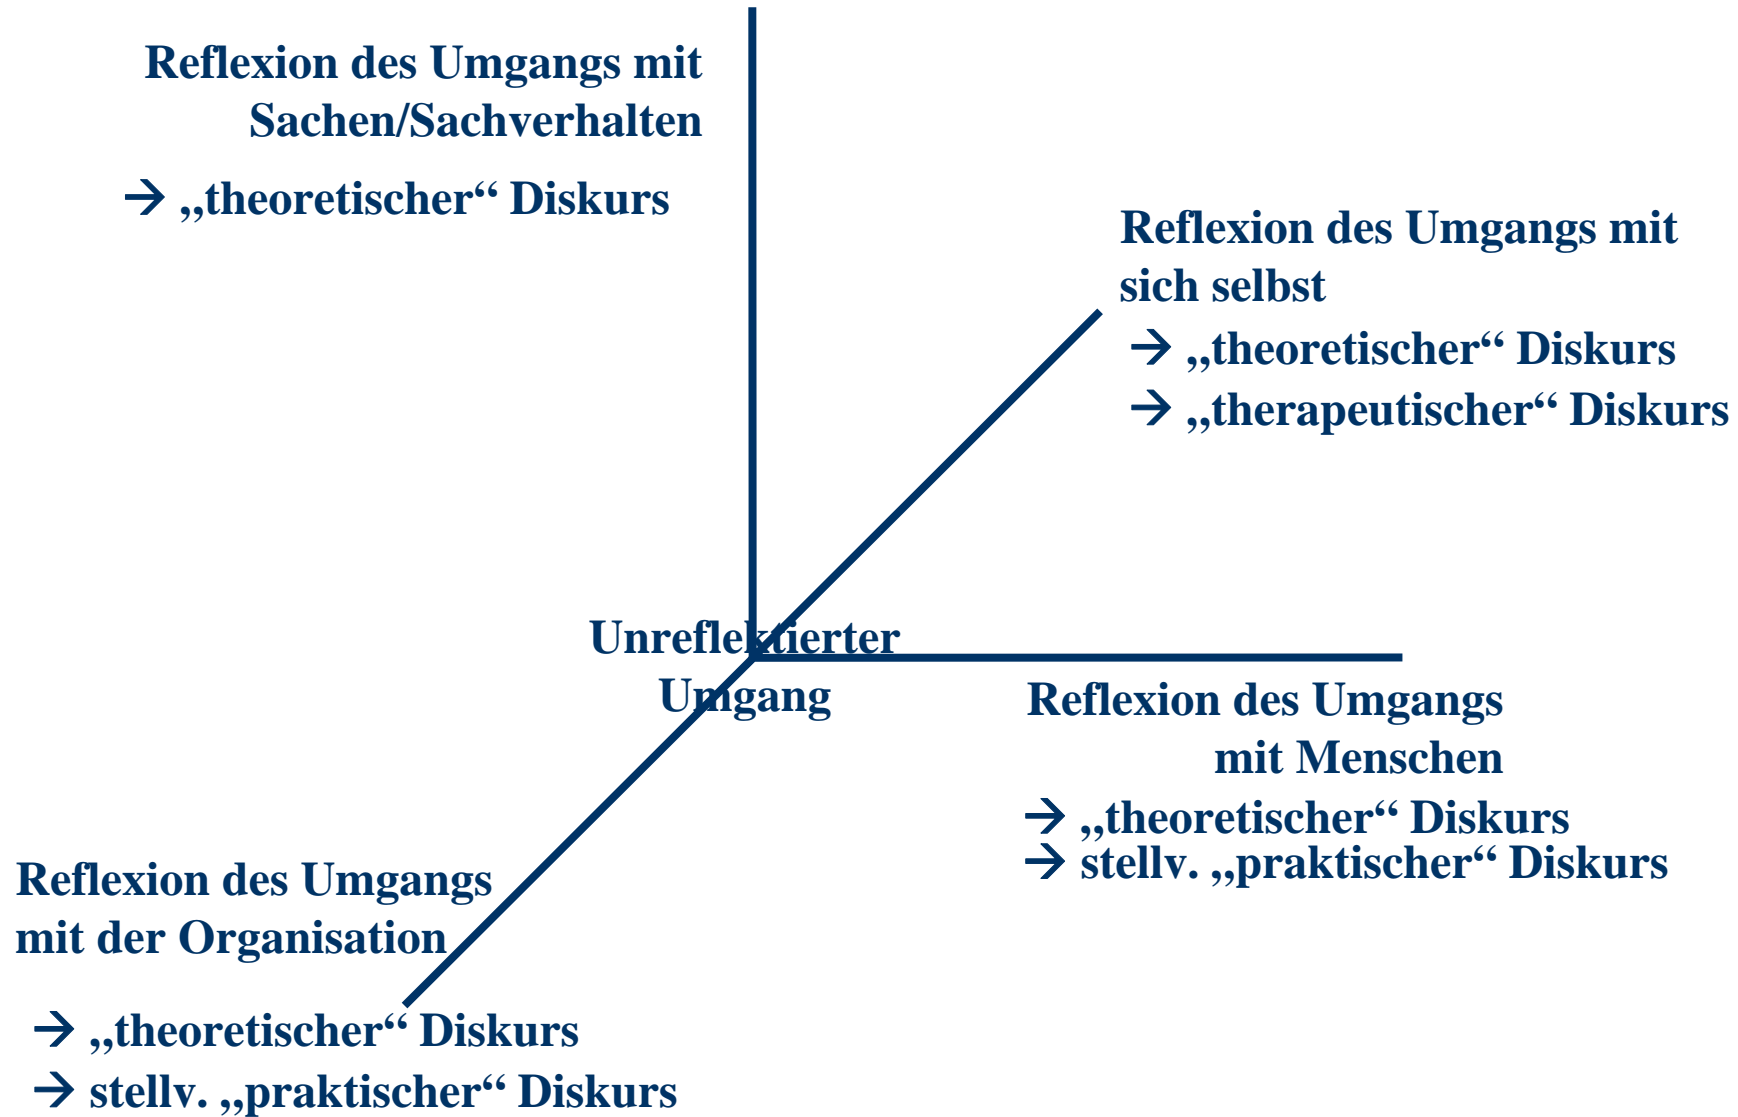 Reflexion des Umgangs mit
Sachen/Sachverhalten
→ „theoretischer“ Diskurs
Reflexion des Umgangs mit
sich selbst
→ „theoretischer“ Diskurs
→ „therapeutischer“ Diskurs
Unreflektierter
Umgang
Reflexion des Umgangs
mit Menschen
→ „theoretischer“ Diskurs
→ stellv. „praktischer“ Diskurs
Reflexion des Umgangs
mit der Organisation
→ „theoretischer“ Diskurs
→ stellv. „praktischer“ Diskurs